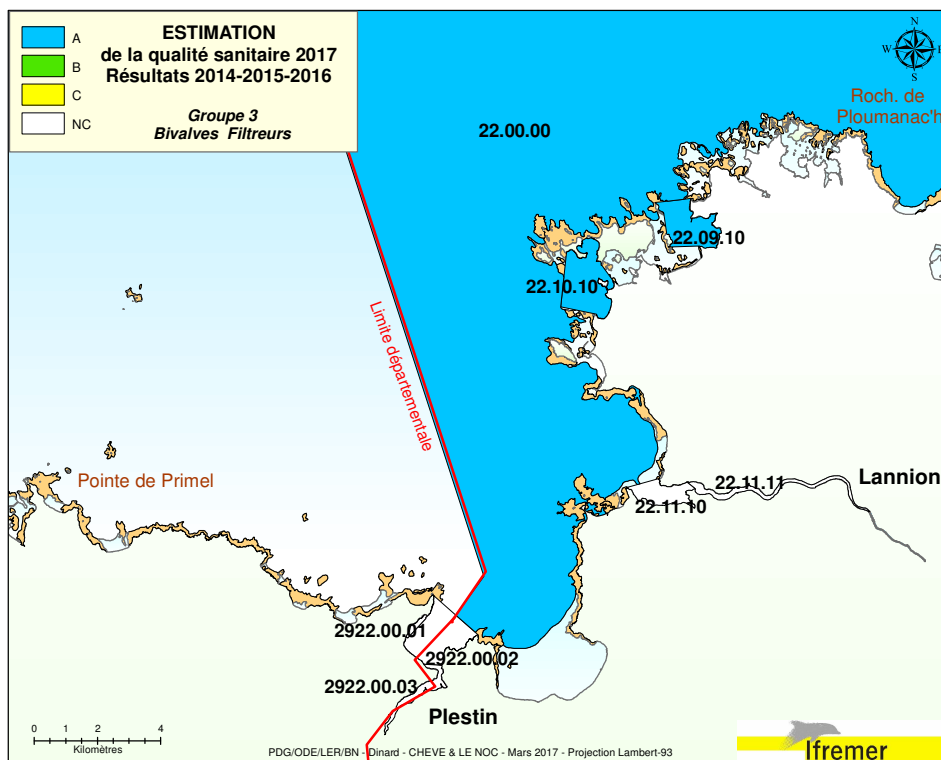 ESTIMATION
de la qualité sanitaire 2017
Résultats 2014-2015-2016
Groupe 3
Bivalves Filtreurs
A
B
C
NC
N
W
E
S
Roch. de
Ploumanac'h
22.00.00
22.09.10
22.10.10
Limite départementale
Pointe de Primel
Lannion
22.11.11
22.11.10
2922.00.01
2922.00.02
2922.00.03
Plestin
0 1 2 4
Kilomètres
PDG/ODE/LER/BN - Dinard - CHEVE & LE NOC - Mars 2017 - Projection Lambert-93
Ifremer